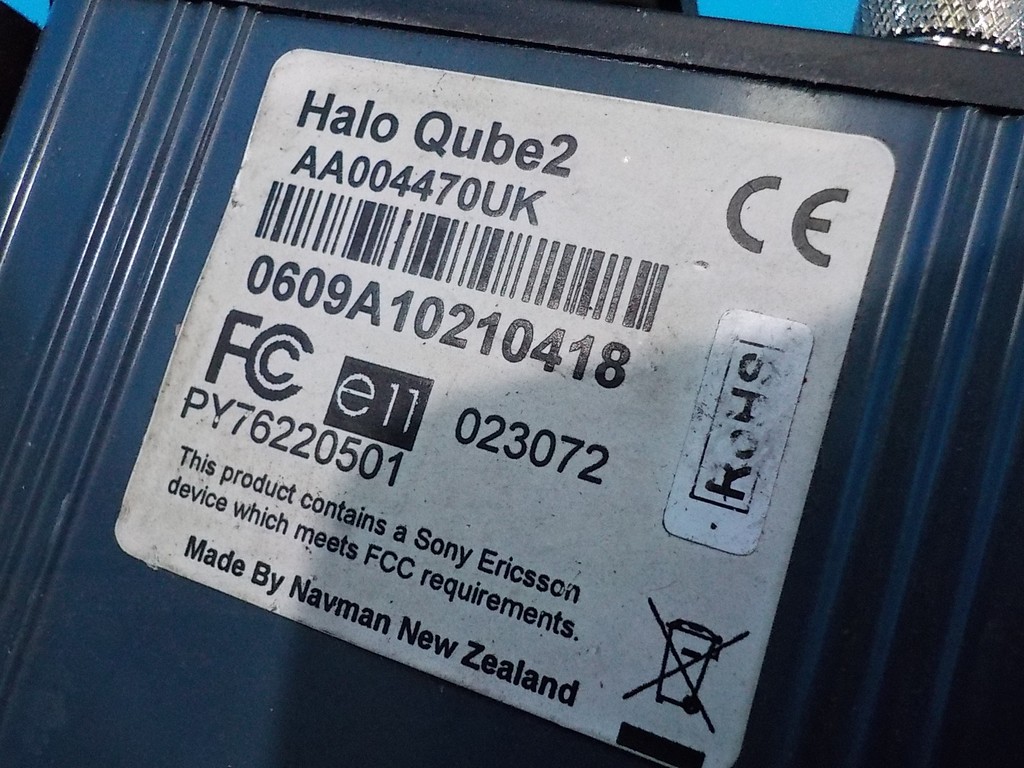 Halo Qube2
AA004470UK
CE
0609A10210418
FC
e11
023072
PY76220501
RoHS
This product contains a Sony Ericsson
device which meets FCC requirements.
Made By Navman New Zealand